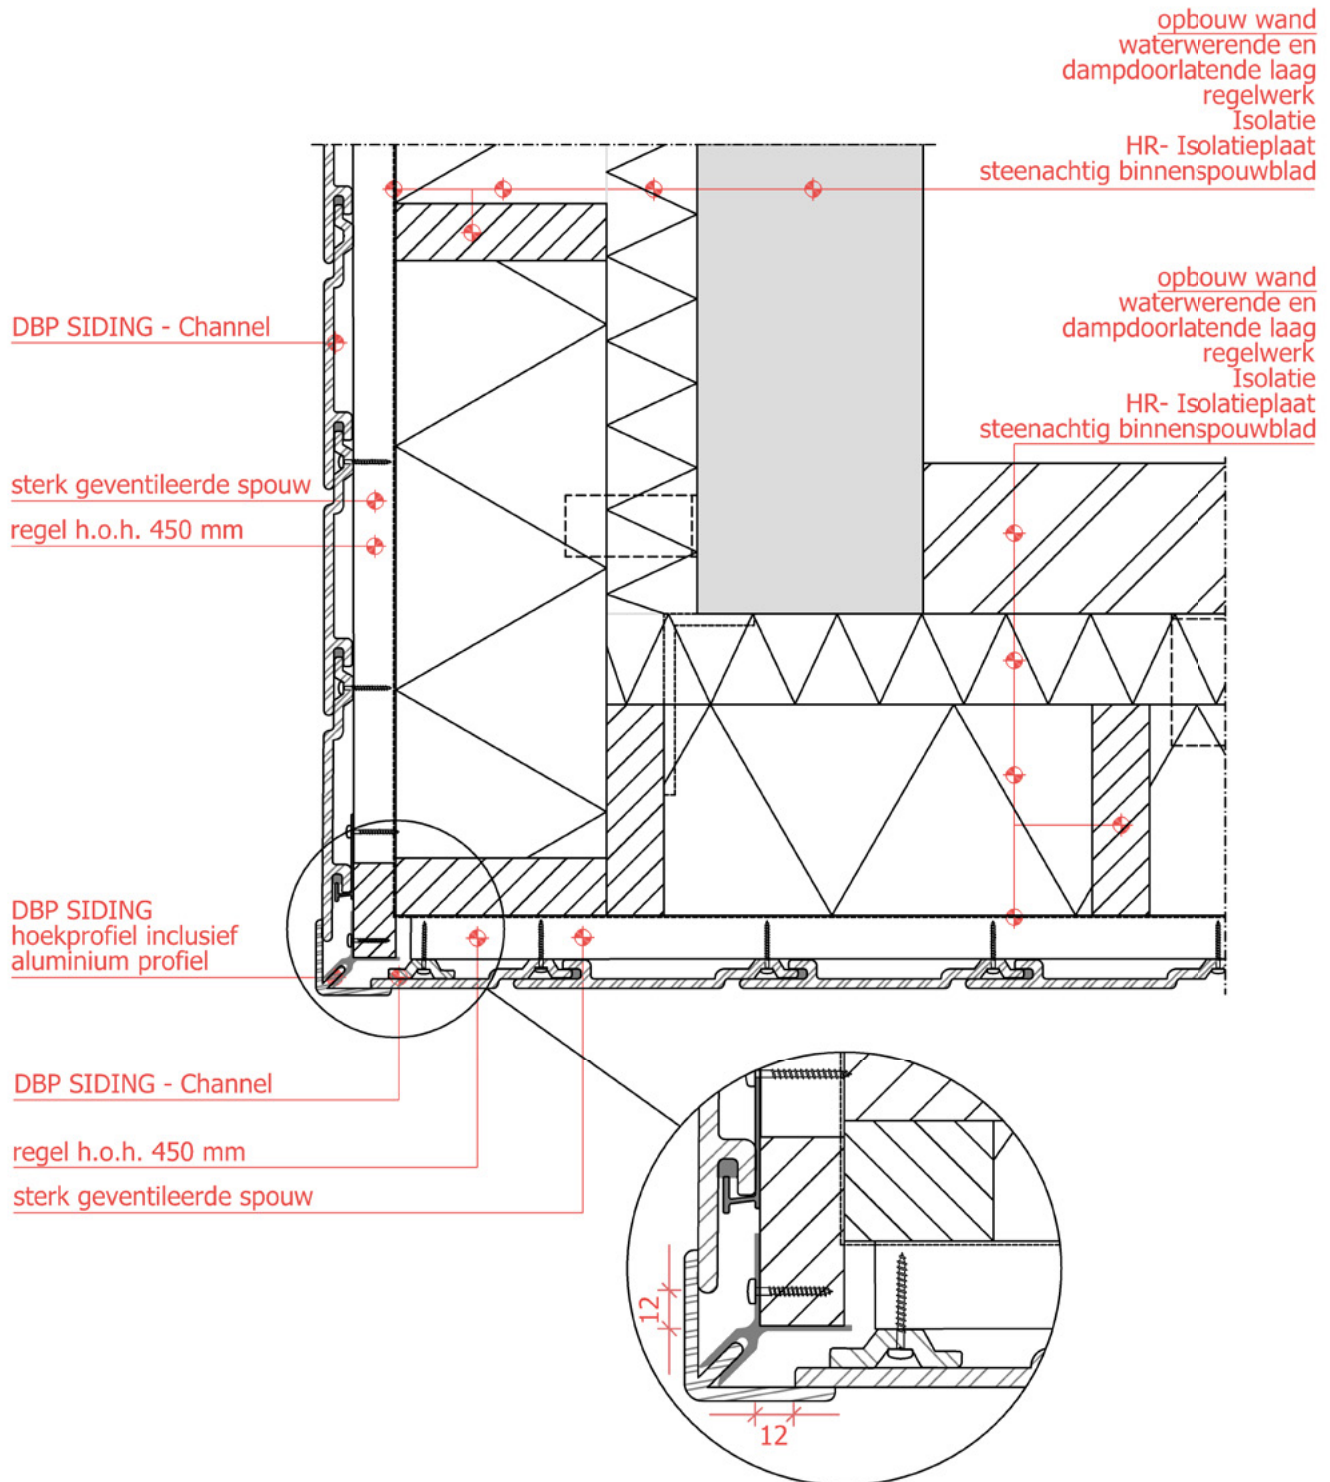 opbouw wand
waterwerende en
dampdoorlatende laag
regelwerk
Isolatie
HR- Isolatieplaat
steenachtig binnenspouwblad
opbouw wand
waterwerende en
dampdoorlatende laag
regelwerk
Isolatie
HR- Isolatieplaat
steenachtig binnenspouwblad
DBP SIDING - Channel
sterk geventileerde spouw
regel h.o.h. 450 mm
DBP SIDING
hoekprofiel inclusief
aluminium profiel
DBP SIDING - Channel
regel h.o.h. 450 mm
sterk geventileerde spouw
12
12